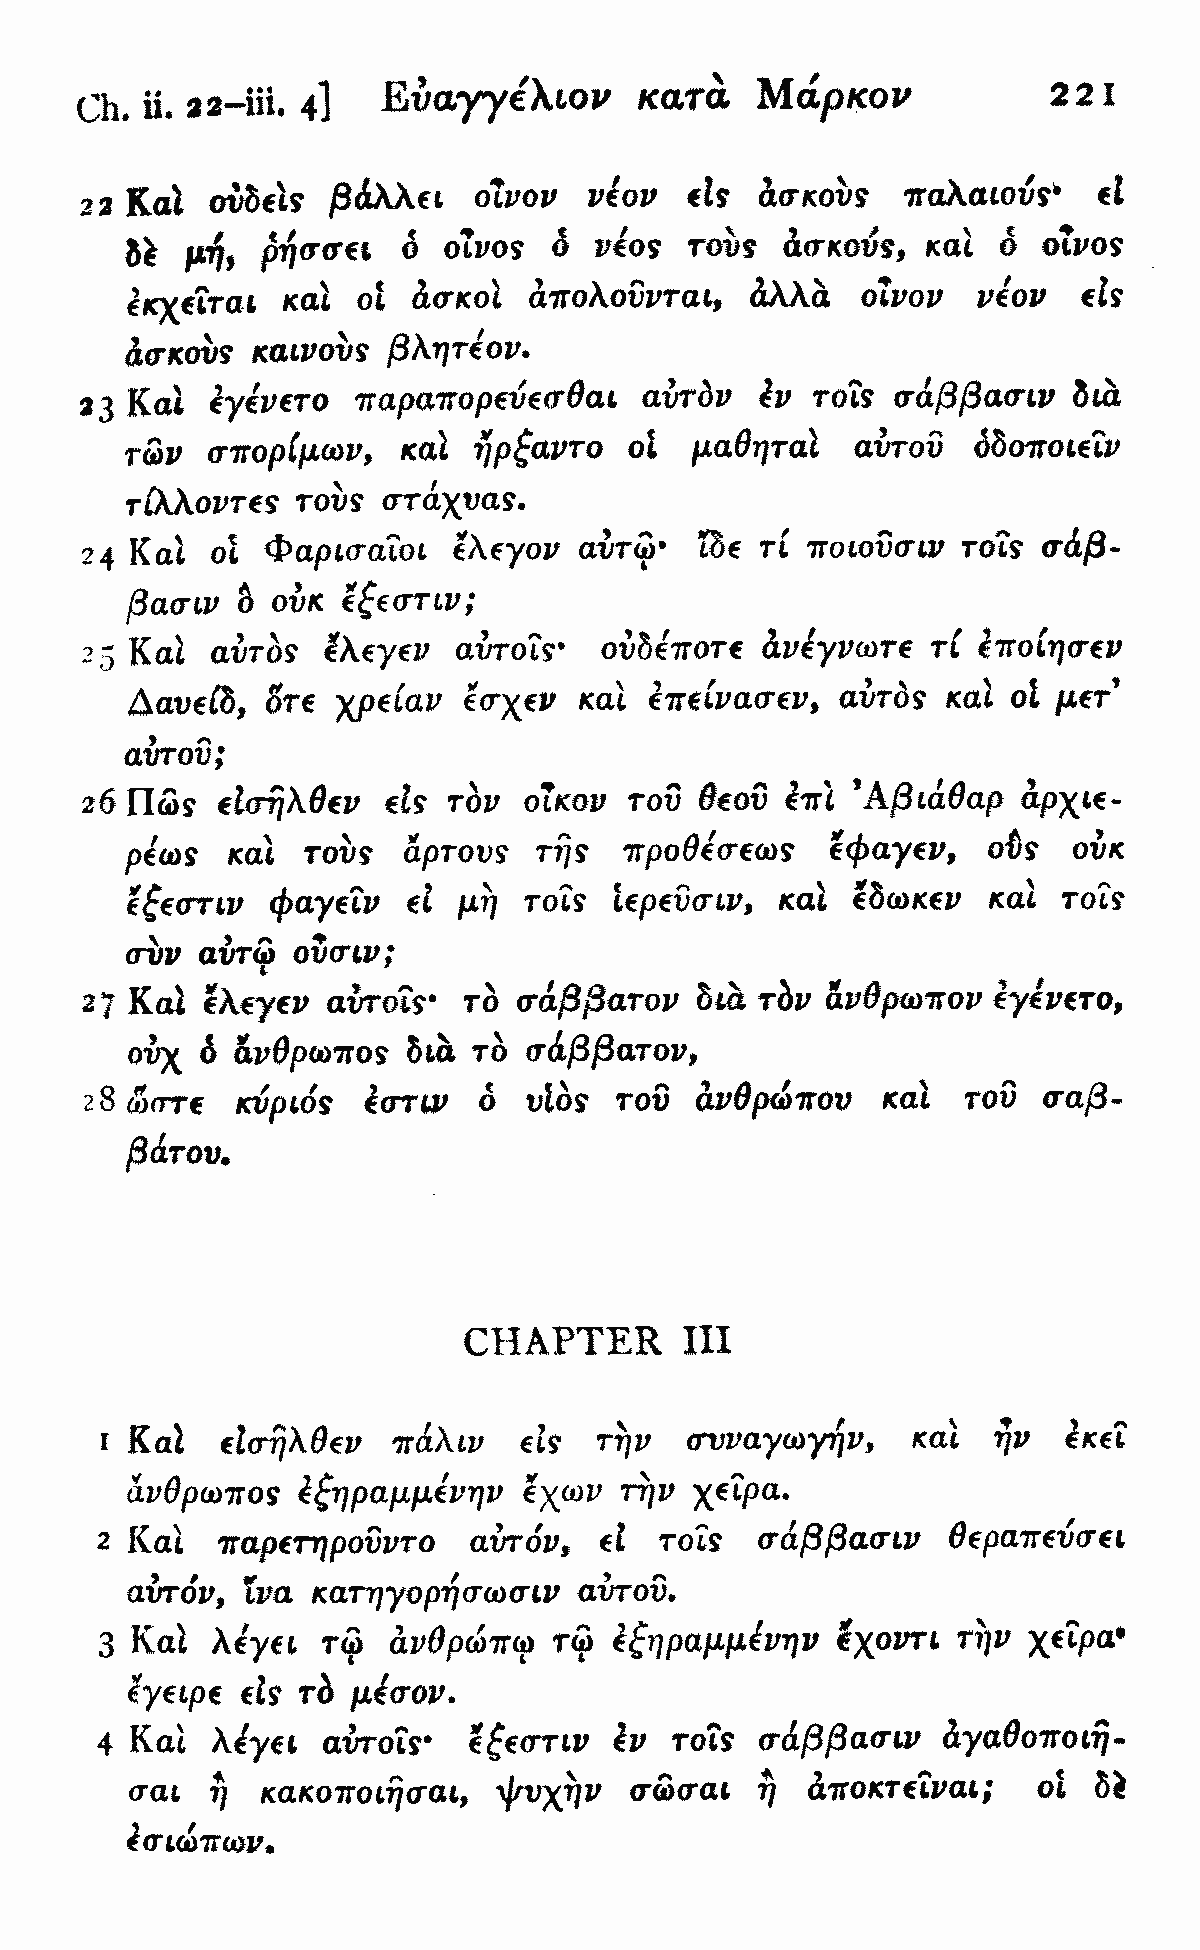 Ch. ii. 22–iii. 4] Εὐαγγέλιον κατὰ Μάρκον 221
22 Καὶ οὐδεὶς βάλλει οἶνον νέον εἰς ἀσκοὺς παλαιούς· εἰ
δὲ μή, ῥήσσει ὁ οἶνος ὁ νέος τοὺς ἀσκούς, καὶ ὁ οἶνος
ἐκχεῖται καὶ οἱ ἀσκοὶ ἀπολοῦνται, ἀλλὰ οἶνον νέον εἰς
ἀσκοὺς καινοὺς βλητέον.
23 Καὶ ἐγένετο παραπορεύεσθαι αὐτὸν ἐν τοῖς σάββασιν διὰ
τῶν σπορίμων, καὶ ἤρξαντο οἱ μαθηταὶ αὐτοῦ ὁδοποιεῖν
τίλλοντες τοὺς στάχυας.
24 Καὶ οἱ Φαρισαῖοι ἔλεγον αὐτῷ· ἴδε τί ποιοῦσιν τοῖς σάβ-
βασιν ὃ οὐκ ἔξεστιν;
25 Καὶ αὐτὸς ἔλεγεν αὐτοῖς· οὐδέποτε ἀνέγνωτε τί ἐποίησεν
Δαυείδ, ὅτε χρείαν ἔσχεν καὶ ἐπείνασεν, αὐτὸς καὶ οἱ μετ’
αὐτοῦ;
26 Πῶς εἰσῆλθεν εἰς τὸν οἶκον τοῦ θεοῦ ἐπὶ Ἀβιάθαρ ἀρχιε-
ρέως καὶ τοὺς ἄρτους τῆς προθέσεως ἔφαγεν, οὓς οὐκ
ἔξεστιν φαγεῖν εἰ μὴ τοῖς ἱερεῦσιν, καὶ ἔδωκεν καὶ τοῖς
σὺν αὐτῷ οὖσιν;
27 Καὶ ἔλεγεν αὐτοῖς· τὸ σάββατον διὰ τὸν ἄνθρωπον ἐγένετο,
οὐχ ὁ ἄνθρωπος διὰ τὸ σάββατον,
28 ὥστε κύριός ἐστιν ὁ υἱὸς τοῦ ἀνθρώπου καὶ τοῦ σαβ-
βάτου.
CHAPTER III
1 Καὶ εἰσῆλθεν πάλιν εἰς τὴν συναγωγήν, καὶ ἦν ἐκεῖ
ἄνθρωπος ἐξηραμμένην ἔχων τὴν χεῖρα.
2 Καὶ παρετηροῦντο αὐτόν, εἰ τοῖς σάββασιν θεραπεύσει
αὐτόν, ἵνα κατηγορήσωσιν αὐτοῦ.
3 Καὶ λέγει τῷ ἀνθρώπῳ τῷ ἐξηραμμένην ἔχοντι τὴν χεῖρα·
ἔγειρε εἰς τὸ μέσον.
4 Καὶ λέγει αὐτοῖς· ἔξεστιν ἐν τοῖς σάββασιν ἀγαθοποιῆ-
σαι ἢ κακοποιῆσαι, ψυχὴν σῶσαι ἢ ἀποκτεῖναι; οἱ δὲ
ἐσιώπων.